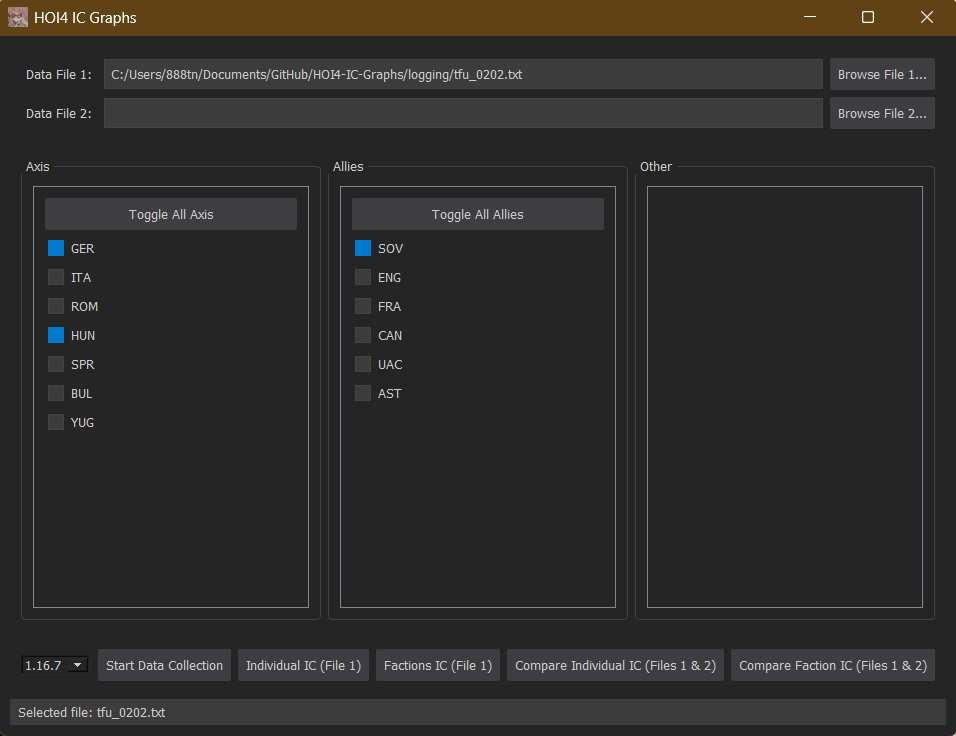 HOI4 IC Graphs
Data File 1: C:/Users/888tn/Documents/GitHub/HOI4-IC-Graphs/logging/tfu_0202.txt Browse File 1...
Data File 2: Browse File 2...
Axis
Toggle All Axis
GER
ITA
ROM
HUN
SPR
BUL
YUG
Allies
Toggle All Allies
SOV
ENG
FRA
CAN
UAC
AST
Other
1.16.7 Start Data Collection Individual IC (File 1) Factions IC (File 1) Compare Individual IC (Files 1 & 2) Compare Faction IC (Files 1 & 2)
Selected file: tfu_0202.txt